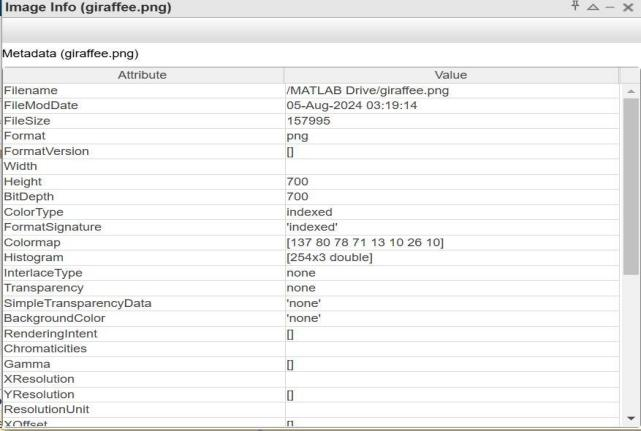 Image Info (giraffee.png)
Metadata (giraffee.png)
Attribute Value
Filename /MATLAB Drive/giraffee.png
FileModDate 05-Aug-2024 03:19:14
FileSize 157995
Format png
FormatVersion []
Width
Height 700
BitDepth 700
ColorType indexed
FormatSignature 'indexed'
Colormap [137 80 78 71 13 10 26 10]
Histogram [254x3 double]
InterlaceType none
Transparency none
SimpleTransparencyData 'none'
BackgroundColor 'none'
RenderingIntent []
Chromaticities
Gamma []
XResolution
YResolution []
ResolutionUnit
XOffset []